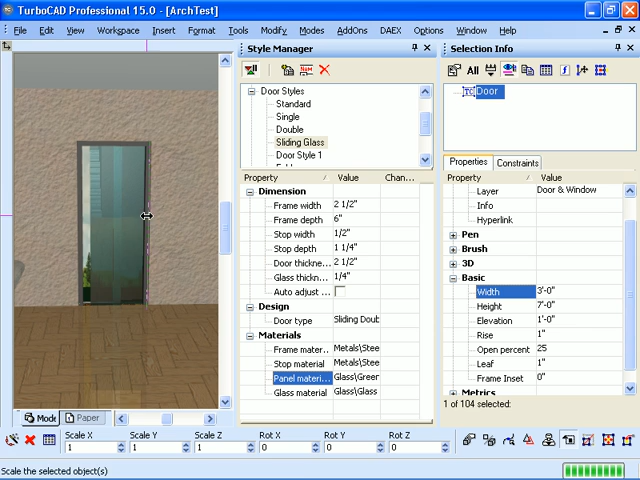 TurboCAD Professional 15.0 - [ArchTest]
File Edit View Workspace Insert Format Tools Modify Modes AddOns DAEX Options Window Help
Style Manager
Door Styles
Standard
Single
Double
Sliding Glass
Door Style 1
Property Value Chan...
Dimension
Frame width 2 1/2"
Frame depth 6"
Stop width 1/2"
Stop depth 1 1/4"
Door thickne... 2 1/2"
Glass thickn... 1/4"
Auto adjust ...
Design
Door type Sliding Doub
Materials
Frame mater... Metals\Stee
Stop material Metals\Stee
Panel materi... Glass\Greer
Glass material Glass\Glass
Selection Info
All
TC Door
Properties Constraints
Property Value
Layer Door & Window
Info
Hyperlink
Pen
Brush
3D
Basic
Width 3'-0"
Height 7'-0"
Elevation 1'-0"
Rise 1"
Open percent 25
Leaf 1"
Frame Inset 0"
Metrics
1 of 104 selected:
Mode Paper
Scale X Scale Y Scale Z Rot X Rot Y Rot Z
1 1 1 0 0 0
Scale the selected object(s)